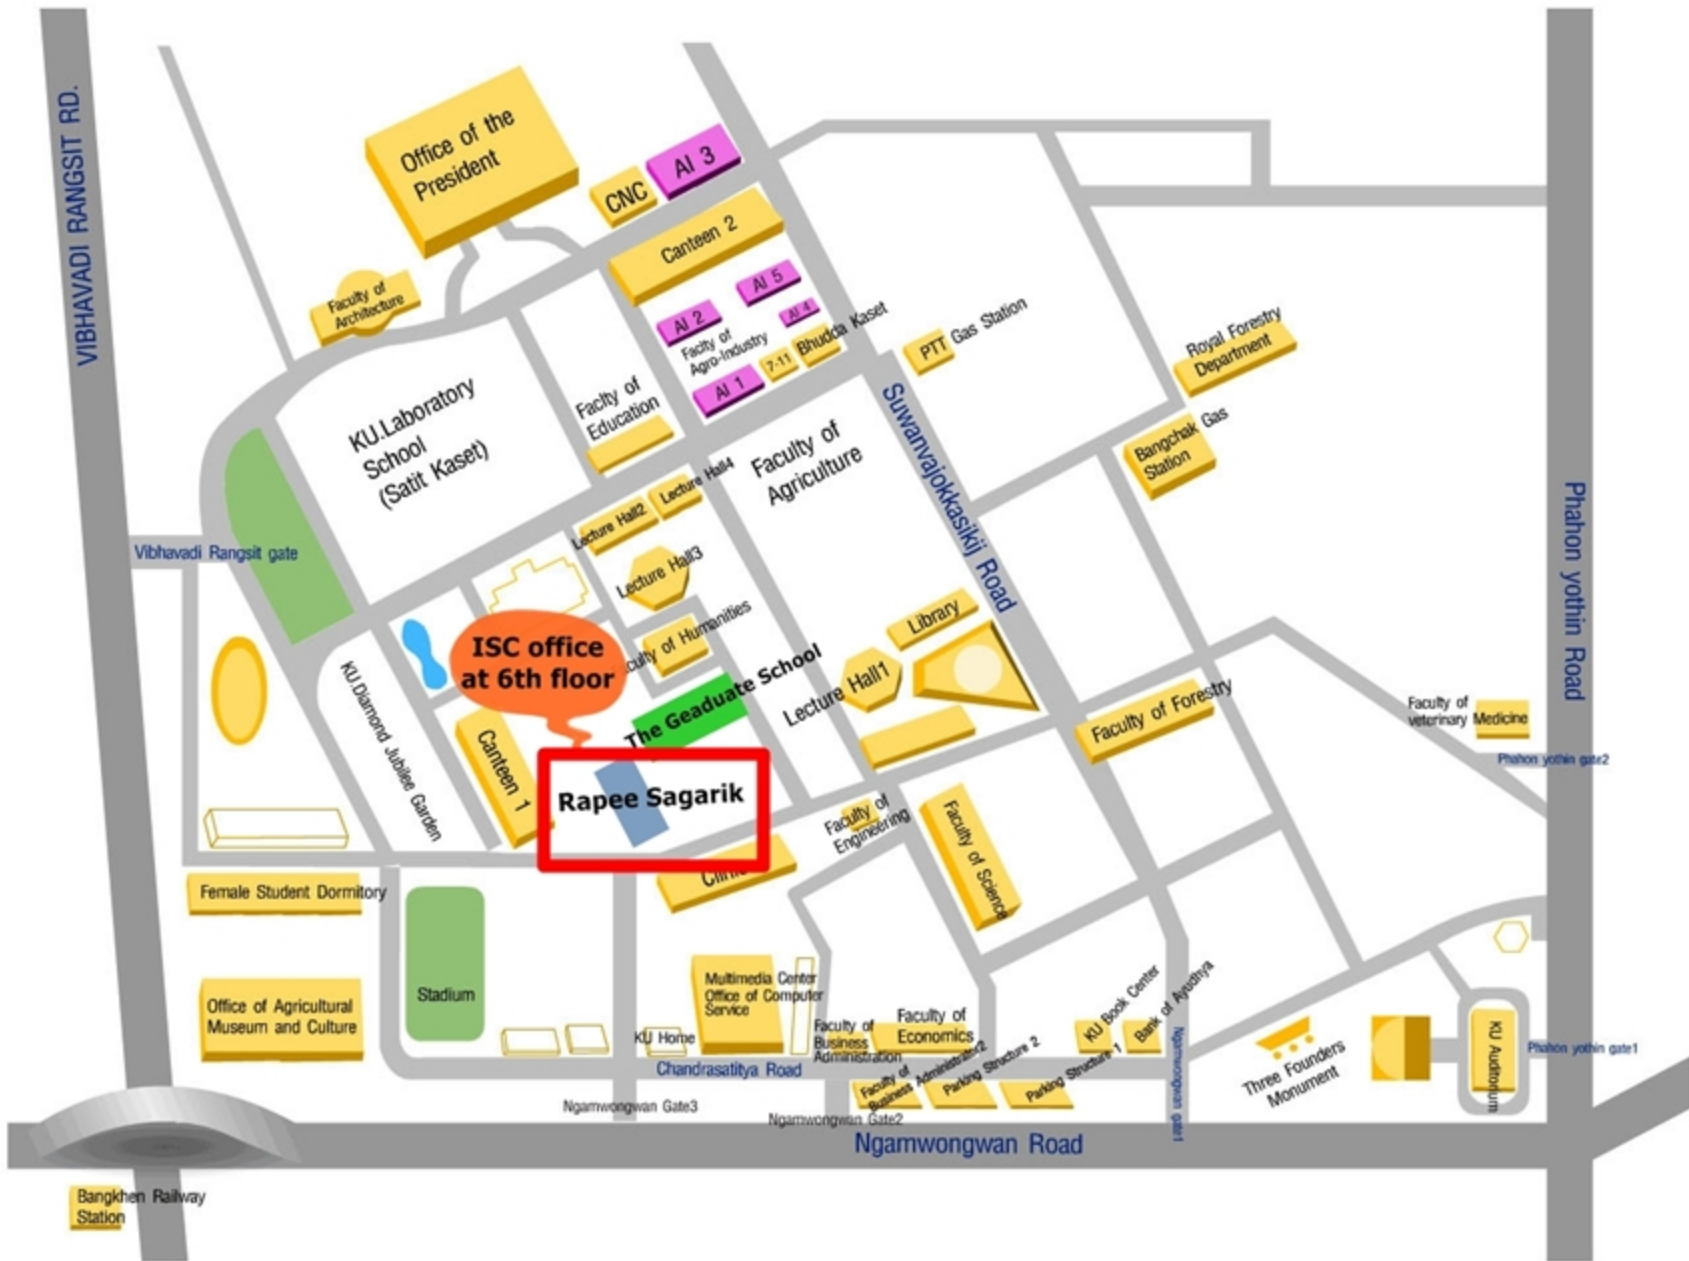 VIBHAVADI RANGSIT RD.
Office of the
President
CNC
AI 3
Canteen 2
Faculty of
Architecture
AI 5
AI 2
AI 4
Faclty of
Agro-Industry
7-11
Bhudda Kaset
AI 1
PTT Gas Station
Royal Forestry
Department
Bangchak Gas
Station
KU.Laboratory
School
(Satit Kaset)
Faclty of
Education
Faculty of
Agriculture
Suwanvajokkasikij Road
Phahon yothin Road
Vibhavadi Rangsit gate
Lecture Hall2
Lecture Hall4
Lecture Hall3
Faculty of Humanities
ISC office
at 6th floor
The Geaduate School
Library
Lecture Hall1
KU.Diamond Jubilee Garden
Canteen 1
Rapee Sagarik
Faculty of Forestry
Faculty of
veterinary Medicine
Phahon yothin gate2
Faculty of
Engineering
Faculty of Science
Clinic
Female Student Dormitory
Office of Agricultural
Museum and Culture
Stadium
Multimedia Center
Office of Computer
Service
KU Home
Faculty of
Business
Administration
Faculty of
Economics
KU Book Center
Bank of Ayudhya
Chandrasatitya Road
Faculty of
Business Administrator2
Parking Structure 2
Parking Structure 1
Three Founders
Monument
KU Auditorium
Phahon yothin gate1
Ngamwongwan Gate3
Ngamwongwan Gate2
Ngamwongwan gate1
Ngamwongwan Road
Bangkhen Railway
Station